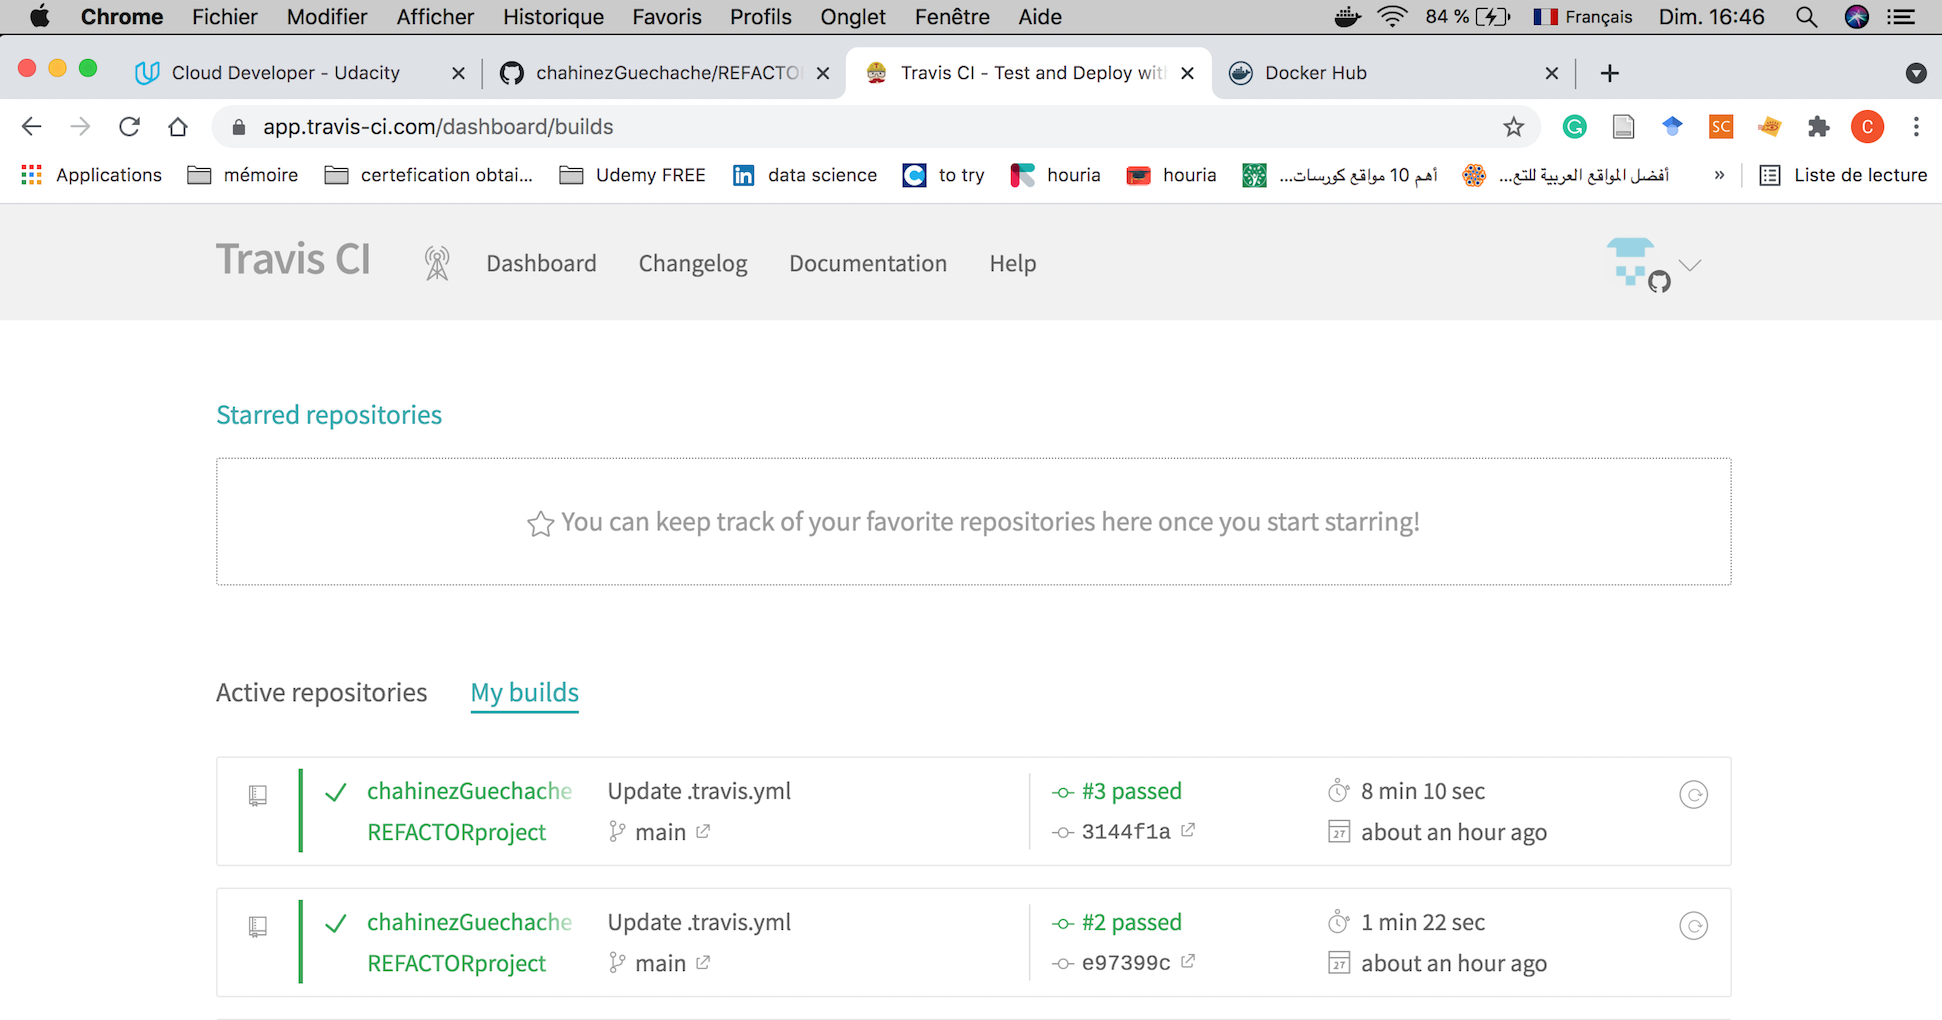 Chrome Fichier Modifier Afficher Historique Favoris Profils Onglet Fenêtre Aide 84 % Français Dim. 16:46
Cloud Developer - Udacity chahinezGuechache/REFACTO Travis CI - Test and Deploy wit Docker Hub
app.travis-ci.com/dashboard/builds SC C
Applications mémoire certefication obtai... Udemy FREE data science to try houria houria أهم 10 مواقع كورسات... أفضل المواقع العربية للتع... » Liste de lecture
Travis CI Dashboard Changelog Documentation Help
Starred repositories
You can keep track of your favorite repositories here once you start starring!
Active repositories My builds
chahinezGuechache Update .travis.yml #3 passed 8 min 10 sec
REFACTORproject main 3144f1a 27 about an hour ago
chahinezGuechache Update .travis.yml #2 passed 1 min 22 sec
REFACTORproject main e97399c 27 about an hour ago